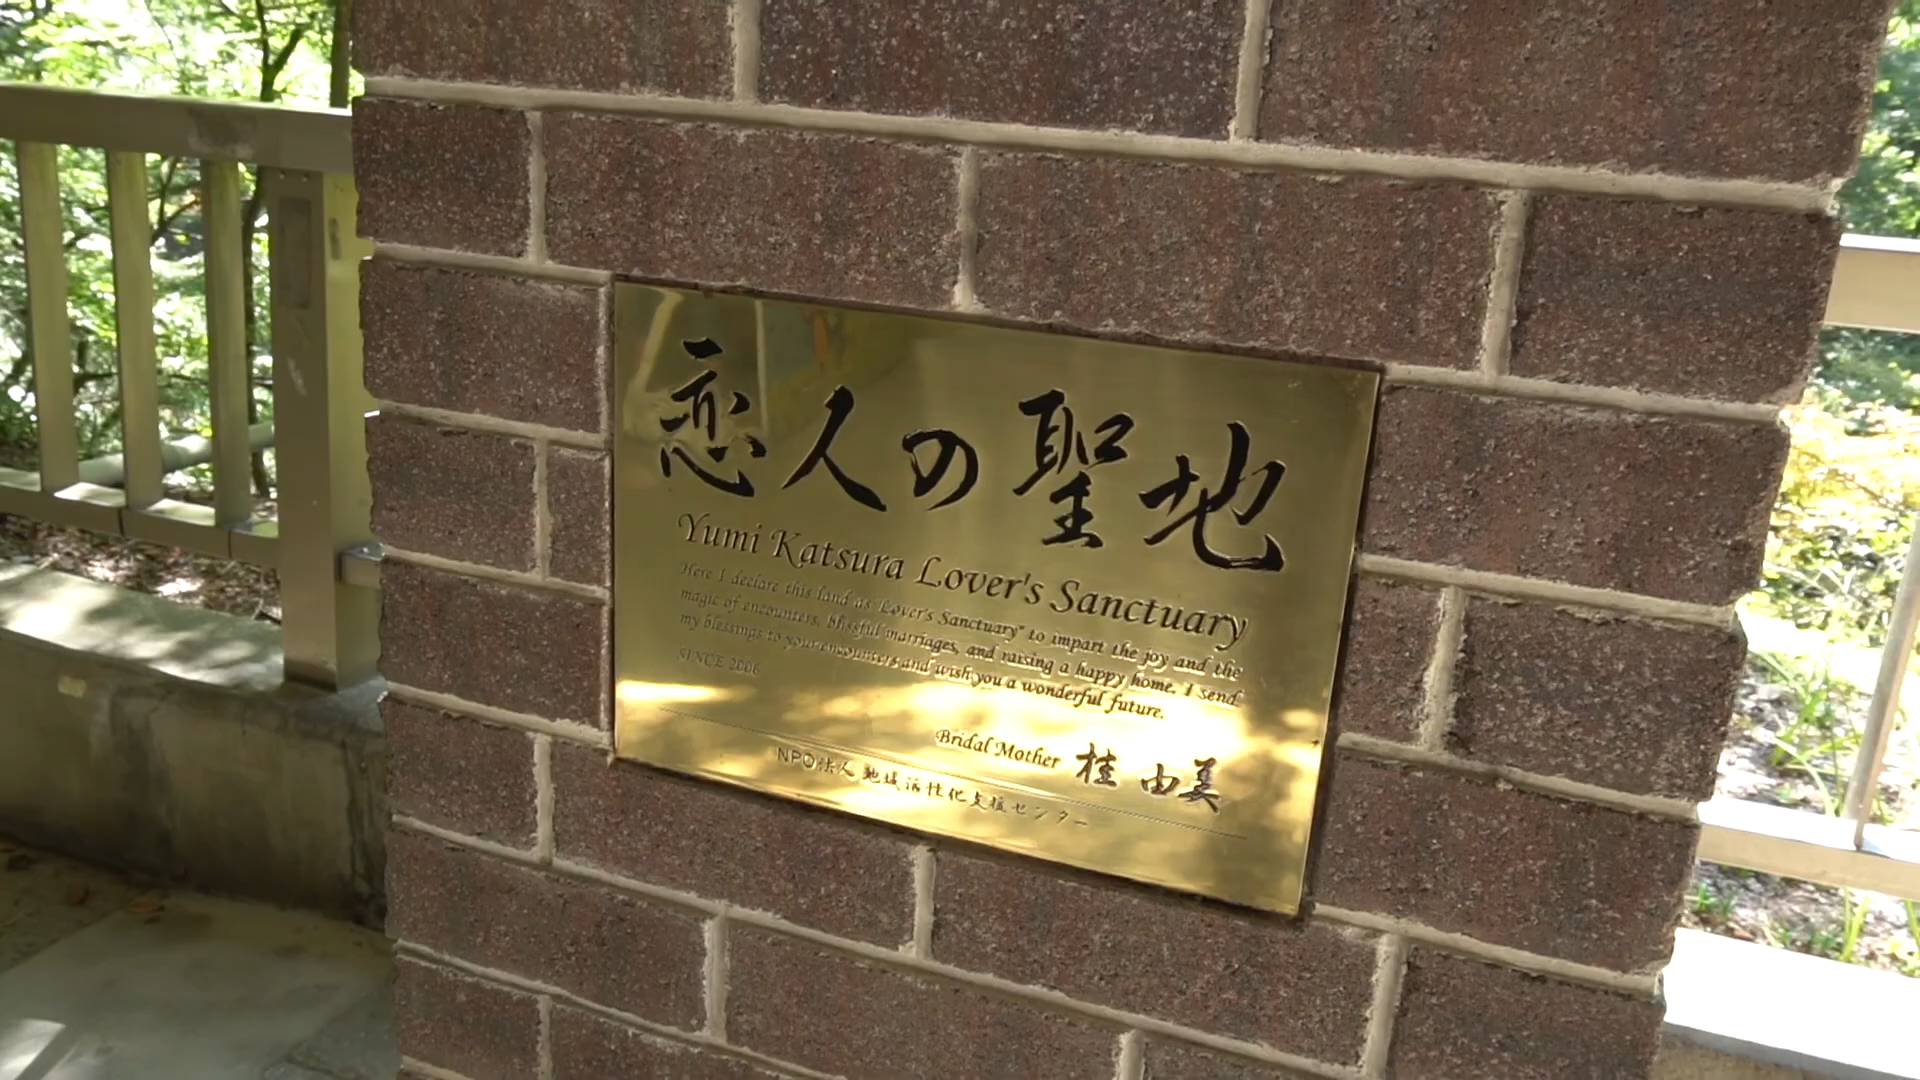 恋人の聖地
Yumi Katsura Lover's Sanctuary
Here I declare this land as "Lover's Sanctuary" to impart the joy and the
magic of encounters, blissful marriages, and raising a happy home. I send
my blessings to your encounters and wish you a wonderful future.
SINCE 2006
Bridal Mother 桂 由美
NPO法人 地域活性化支援センター